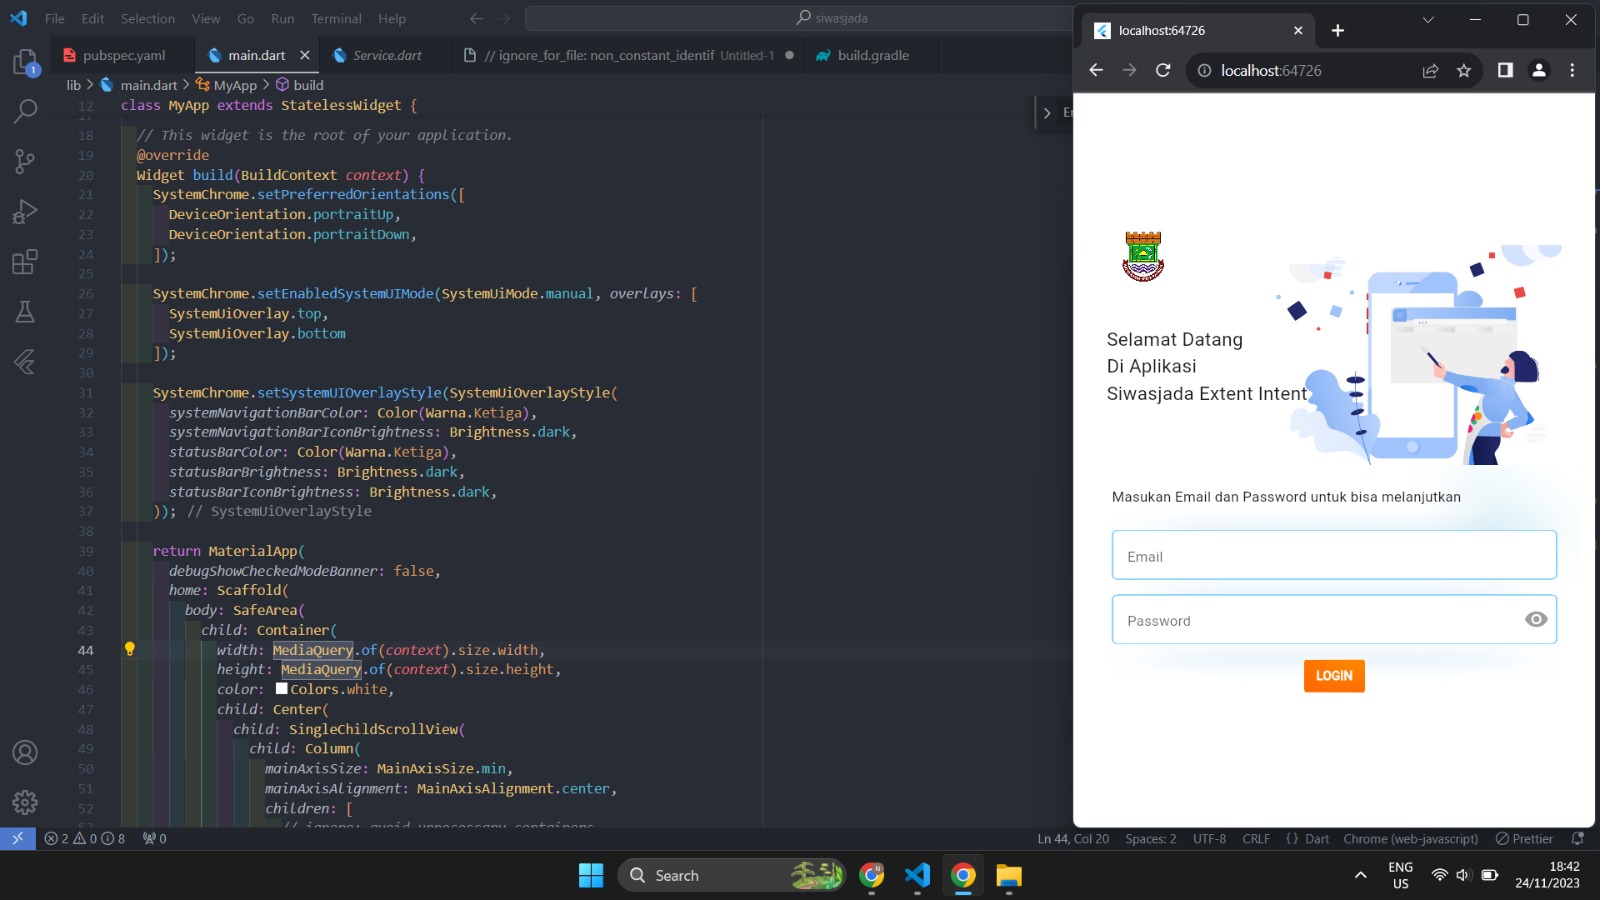 File Edit Selection View Go Run Terminal Help
siwasjada
pubspec.yaml
main.dart
Service.dart
// ignore_for_file: non_constant_identif Untitled-1
build.gradle
lib > main.dart > MyApp > build
12 class MyApp extends StatelessWidget {
18 // This widget is the root of your application.
19 @override
20 Widget build(BuildContext context) {
21 SystemChrome.setPreferredOrientations([
22 DeviceOrientation.portraitUp,
23 DeviceOrientation.portraitDown,
24 ]);
25
26 SystemChrome.setEnabledSystemUIMode(SystemUiMode.manual, overlays: [
27 SystemUiOverlay.top,
28 SystemUiOverlay.bottom
29 ]);
30
31 SystemChrome.setSystemUIOverlayStyle(SystemUiOverlayStyle(
32 systemNavigationBarColor: Color(Warna.Ketiga),
33 systemNavigationBarIconBrightness: Brightness.dark,
34 statusBarColor: Color(Warna.Ketiga),
35 statusBarBrightness: Brightness.dark,
36 statusBarIconBrightness: Brightness.dark,
37 )); // SystemUiOverlayStyle
38
39 return MaterialApp(
40 debugShowCheckedModeBanner: false,
41 home: Scaffold(
42 body: SafeArea(
43 child: Container(
44 width: MediaQuery.of(context).size.width,
45 height: MediaQuery.of(context).size.height,
46 color: Colors.white,
47 child: Center(
48 child: SingleChildScrollView(
49 child: Column(
50 mainAxisSize: MainAxisSize.min,
51 mainAxisAlignment: MainAxisAlignment.center,
52 children: [
1
2 0 8 0
Ln 44, Col 20 Spaces: 2 UTF-8 CRLF { } Dart Chrome (web-javascript) Prettier
localhost:64726
localhost:64726
Selamat Datang
Di Aplikasi
Siwasjada Extent Intent
Masukan Email dan Password untuk bisa melanjutkan
Email
Password
LOGIN
Search
ENG
US
18:42
24/11/2023